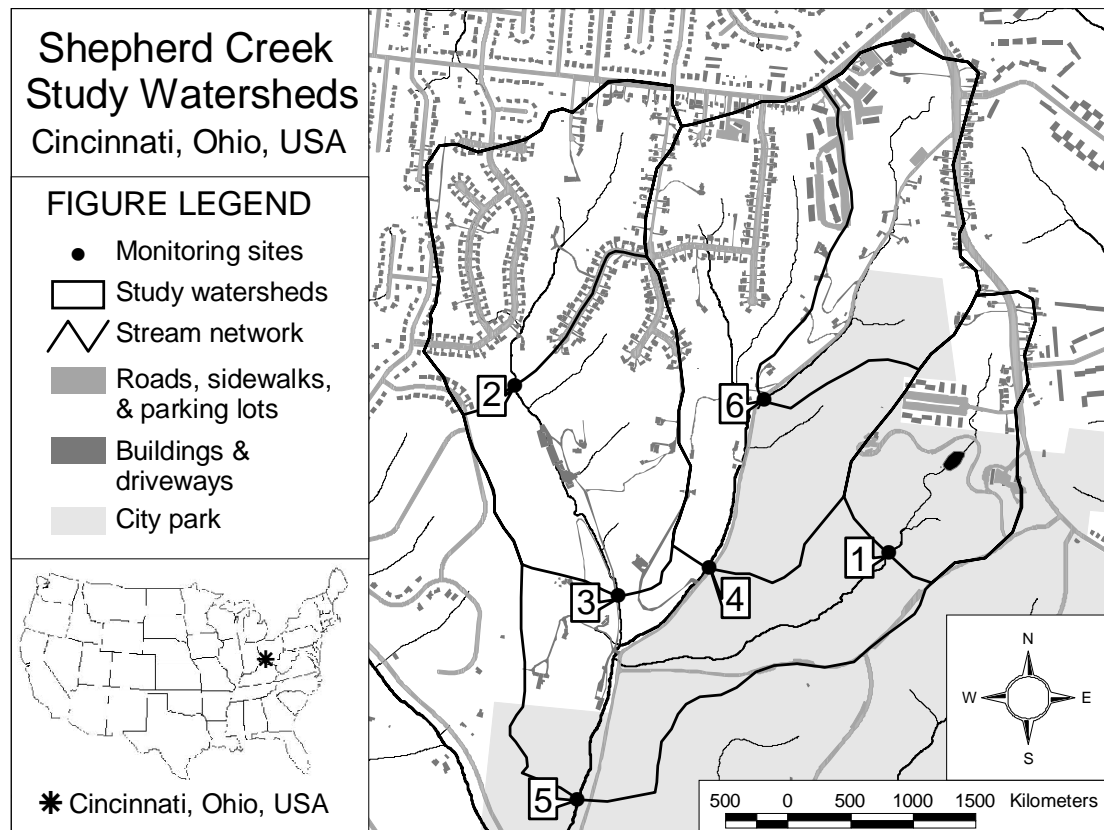 Shepherd Creek
Study Watersheds
Cincinnati, Ohio, USA
FIGURE LEGEND
Monitoring sites
Study watersheds
Stream network
Roads, sidewalks,
& parking lots
Buildings &
driveways
City park
Cincinnati, Ohio, USA
2
6
1
3
4
5
N
W E
S
500 0 500 1000 1500 Kilometers